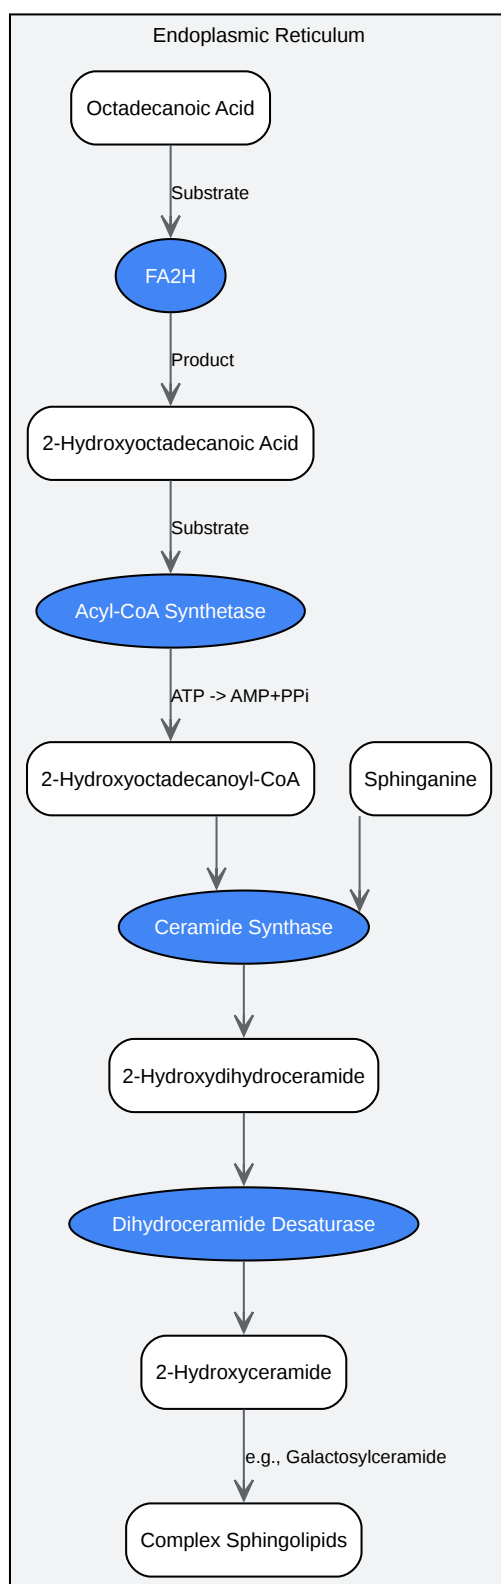 Endoplasmic Reticulum
Octadecanoic Acid
Substrate
FA2H
Product
2-Hydroxyoctadecanoic Acid
Substrate
Acyl-CoA Synthetase
ATP -> AMP+PPi
2-Hydroxyoctadecanoyl-CoA
Sphinganine
Ceramide Synthase
2-Hydroxydihydroceramide
Dihydroceramide Desaturase
2-Hydroxyceramide
e.g., Galactosylceramide
Complex Sphingolipids